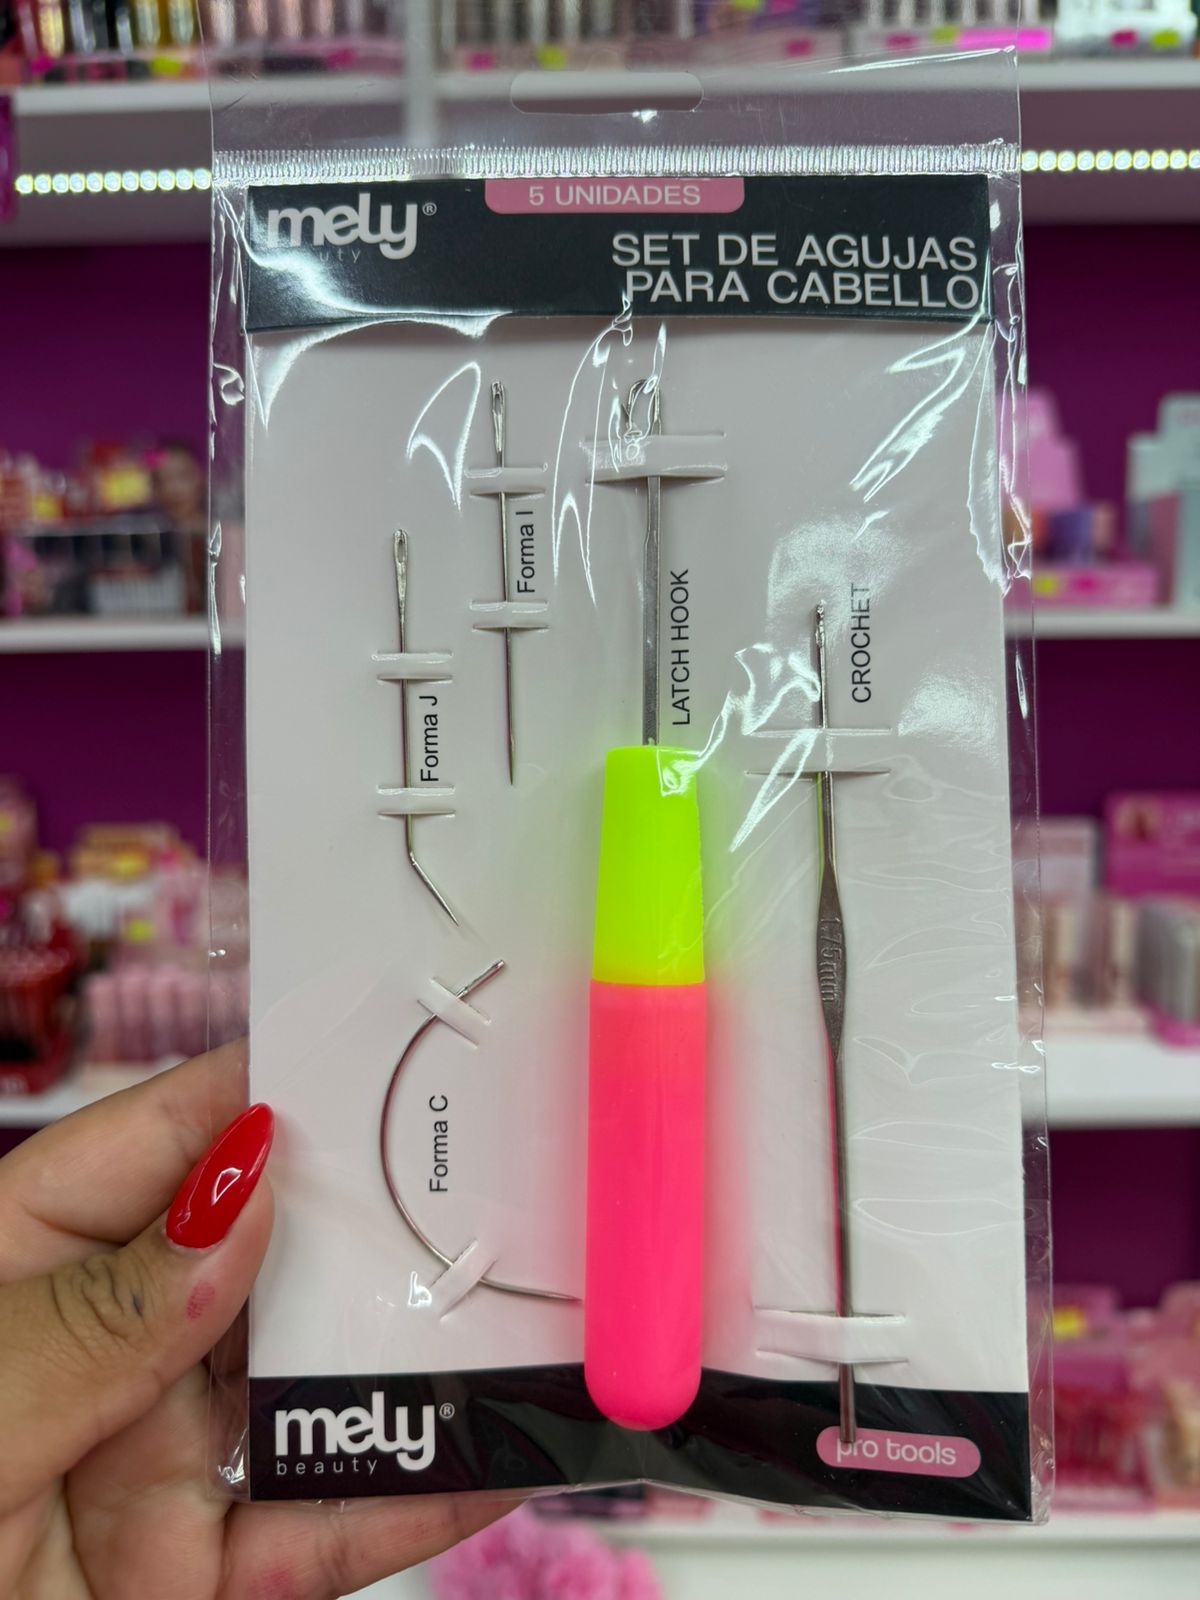 5 UNIDADES
mely®
beauty
SET DE AGUJAS
PARA CABELLO
Forma I
Forma J
LATCH HOOK
CROCHET
Forma C
mely®
beauty
pro tools